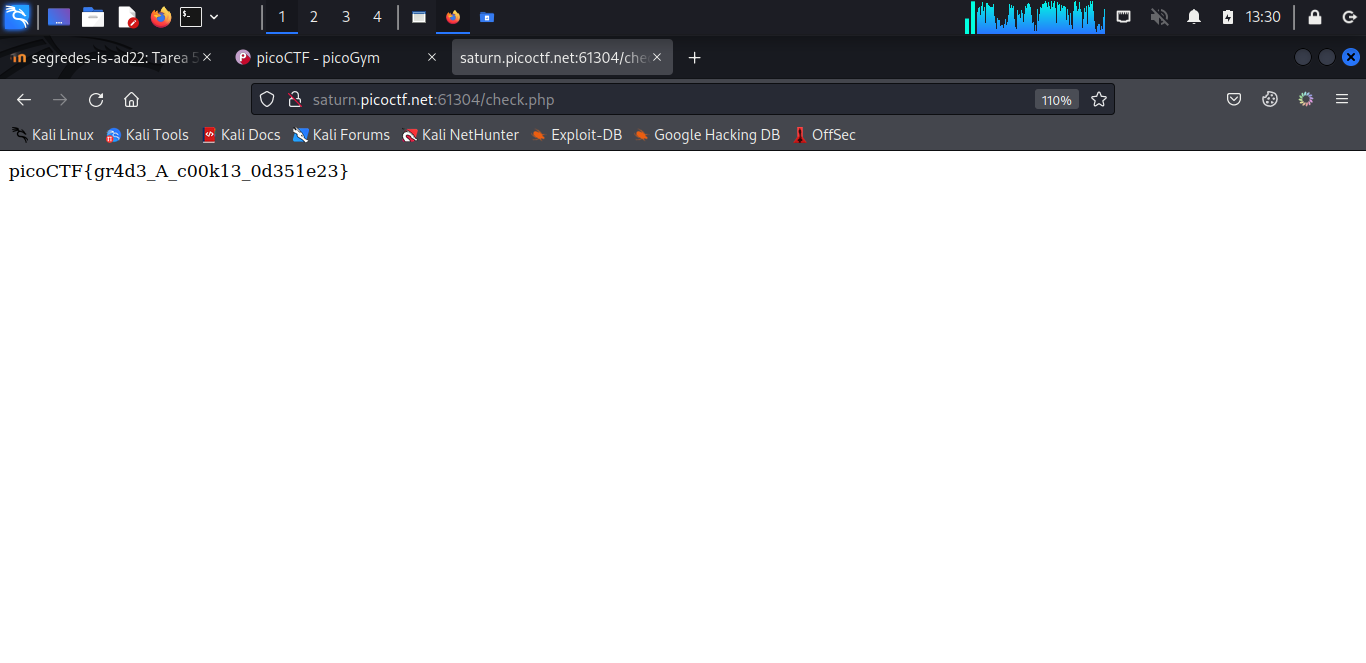 1 2 3 4 13:30
segredes-is-ad22: Tarea 5 picoCTF - picoGym saturn.picoctf.net:61304/che
saturn.picoctf.net:61304/check.php 110%
Kali Linux Kali Tools Kali Docs Kali Forums Kali NetHunter Exploit-DB Google Hacking DB OffSec
picoCTF{gr4d3_A_c00k13_0d351e23}